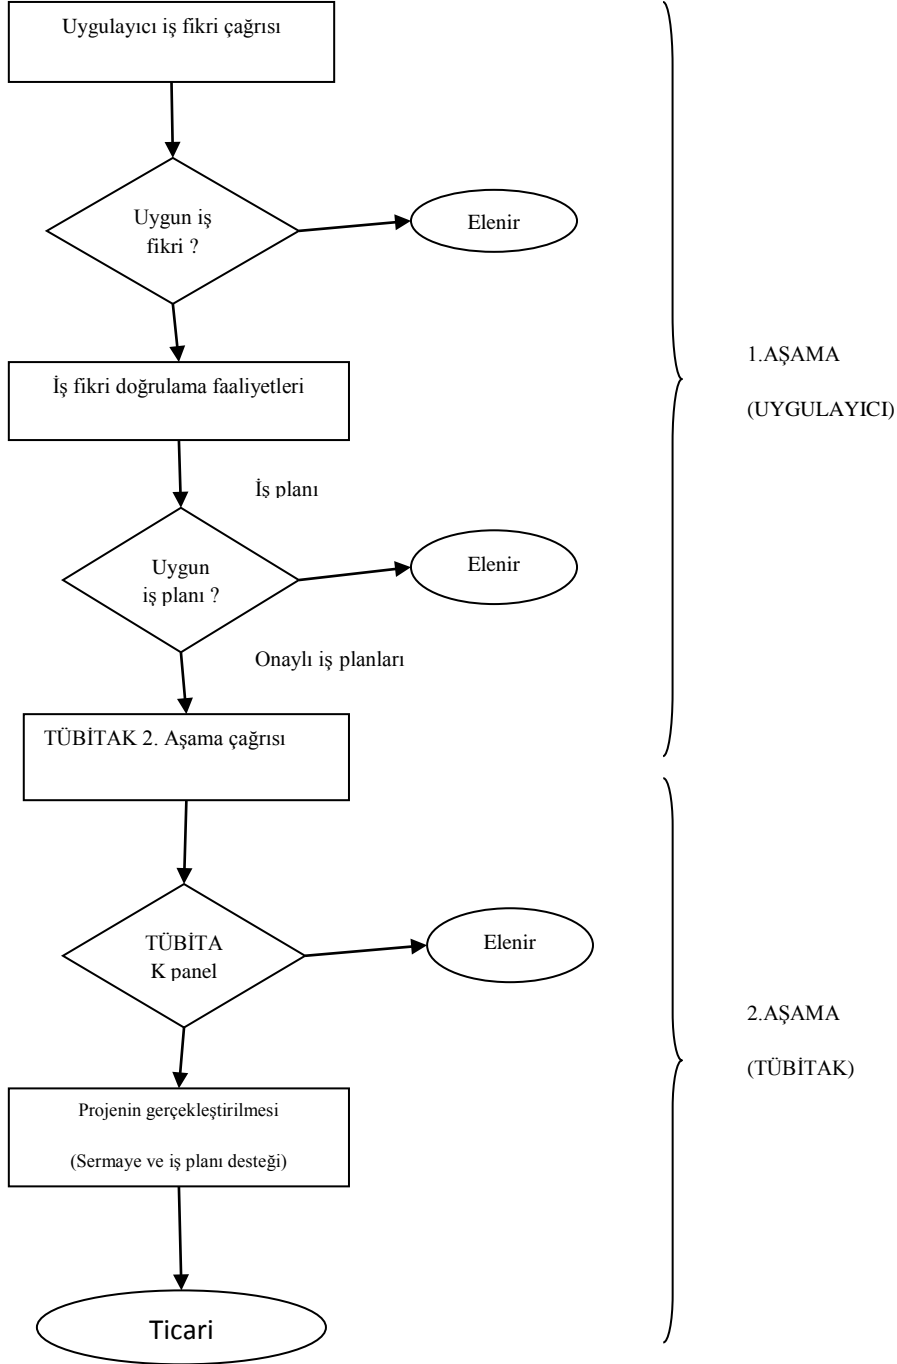 Uygulayıcı iş fikri çağrısı
Uygun iş
fikri ?
Elenir
1.AŞAMA
(UYGULAYICI)
İş fikri doğrulama faaliyetleri
İş planı
Uygun
iş planı ?
Elenir
Onaylı iş planları
TÜBİTAK 2. Aşama çağrısı
TÜBİTA
K panel
Elenir
2.AŞAMA
(TÜBİTAK)
Projenin gerçekleştirilmesi
(Sermaye ve iş planı desteği)
Ticari